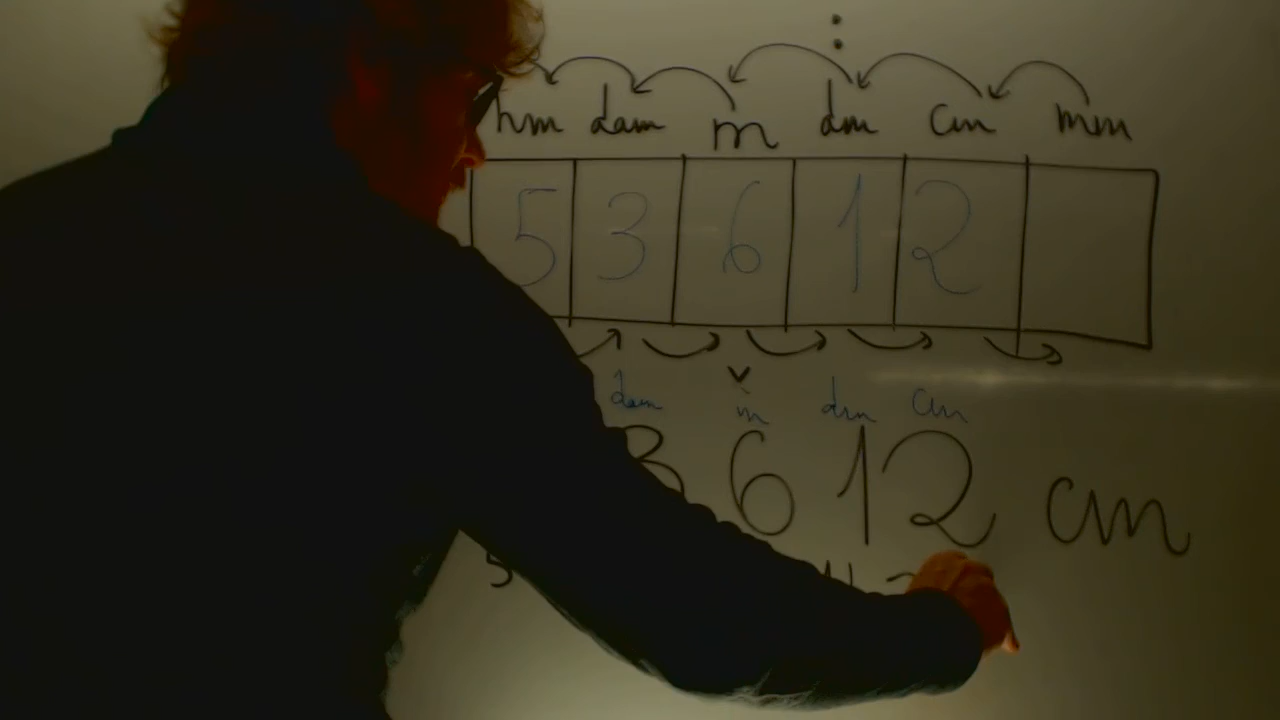 :
hm dam m dm cm mm
5 3 6 1 2
dam m dm cm
3 6 1 2 cm